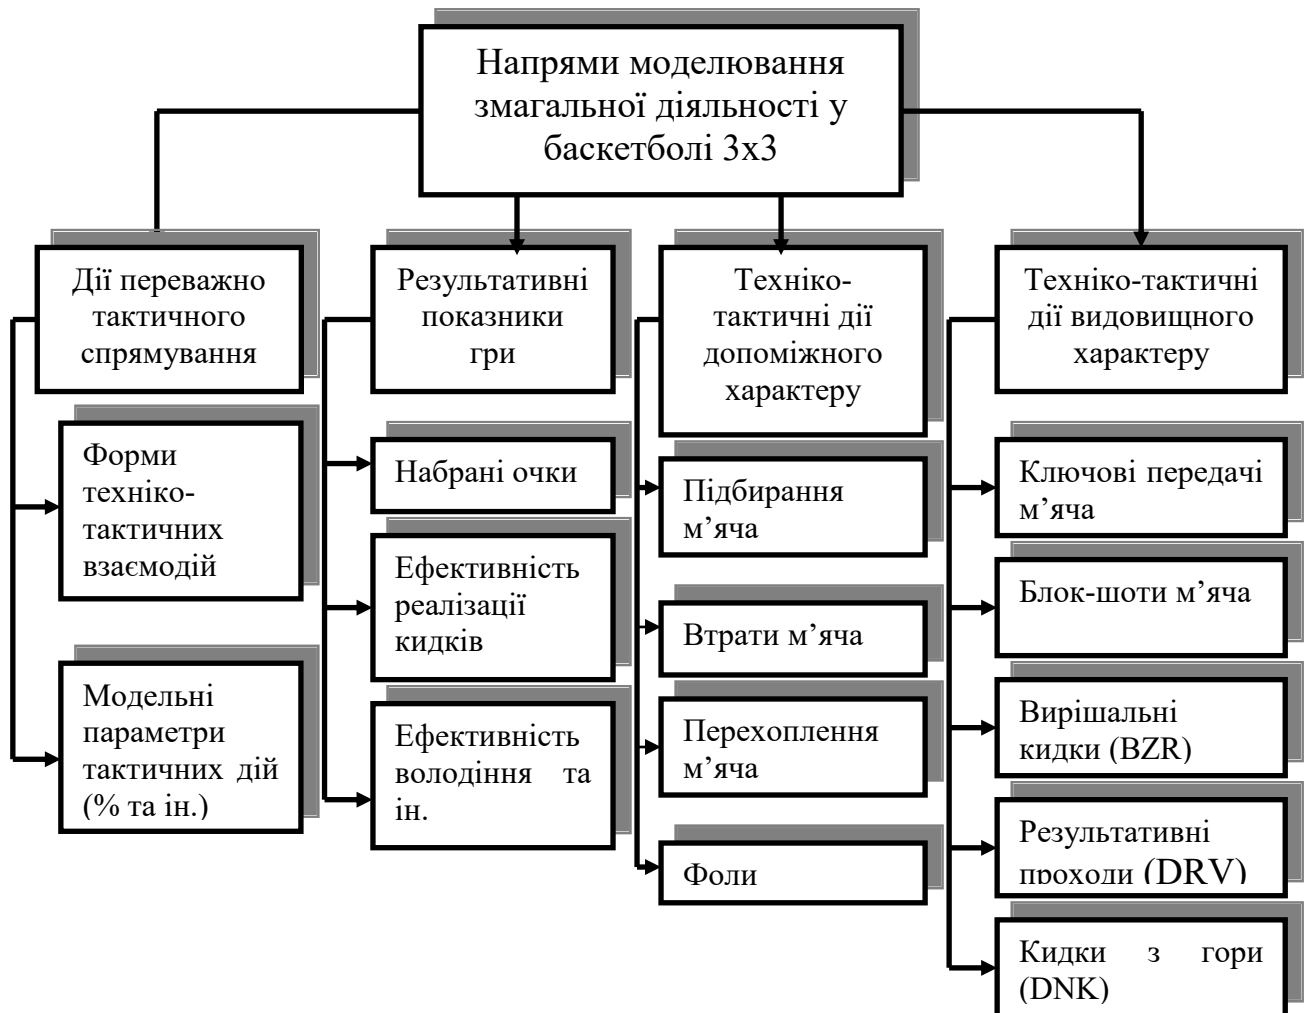 Напрями моделювання
змагальної діяльності у
баскетболі 3х3
Дії переважно
тактичного
спрямування
Форми
техніко-
тактичних
взаємодій
Модельні
параметри
тактичних дій
(% та ін.)
Результативні
показники
гри
Набрані очки
Ефективність
реалізації
кидків
Ефективність
володіння та
ін.
Техніко-
тактичні дії
допоміжного
характеру
Підбирання
м’яча
Втрати м’яча
Перехоплення
м’яча
Фоли
Техніко-тактичні
дії видовищного
характеру
Ключові передачі
м’яча
Блок-шоти м’яча
Вирішальні
кидки (BZR)
Результативні
проходи (DRV)
Кидки з гори
(DNK)